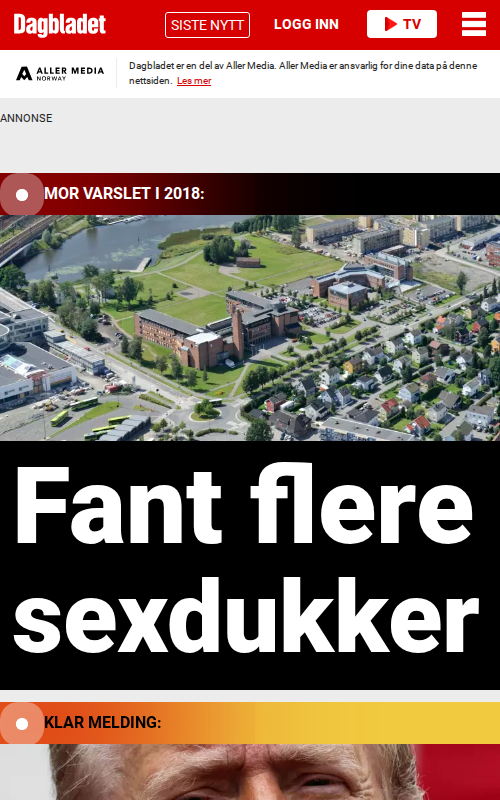 Dagbladet
SISTE NYTT
LOGG INN
TV
ALLER MEDIA
NORWAY
Dagbladet er en del av Aller Media. Aller Media er ansvarlig for dine data på denne
nettsiden. Les mer
ANNONSE
MOR VARSLET I 2018:
Fant flere
sexdukker
KLAR MELDING: